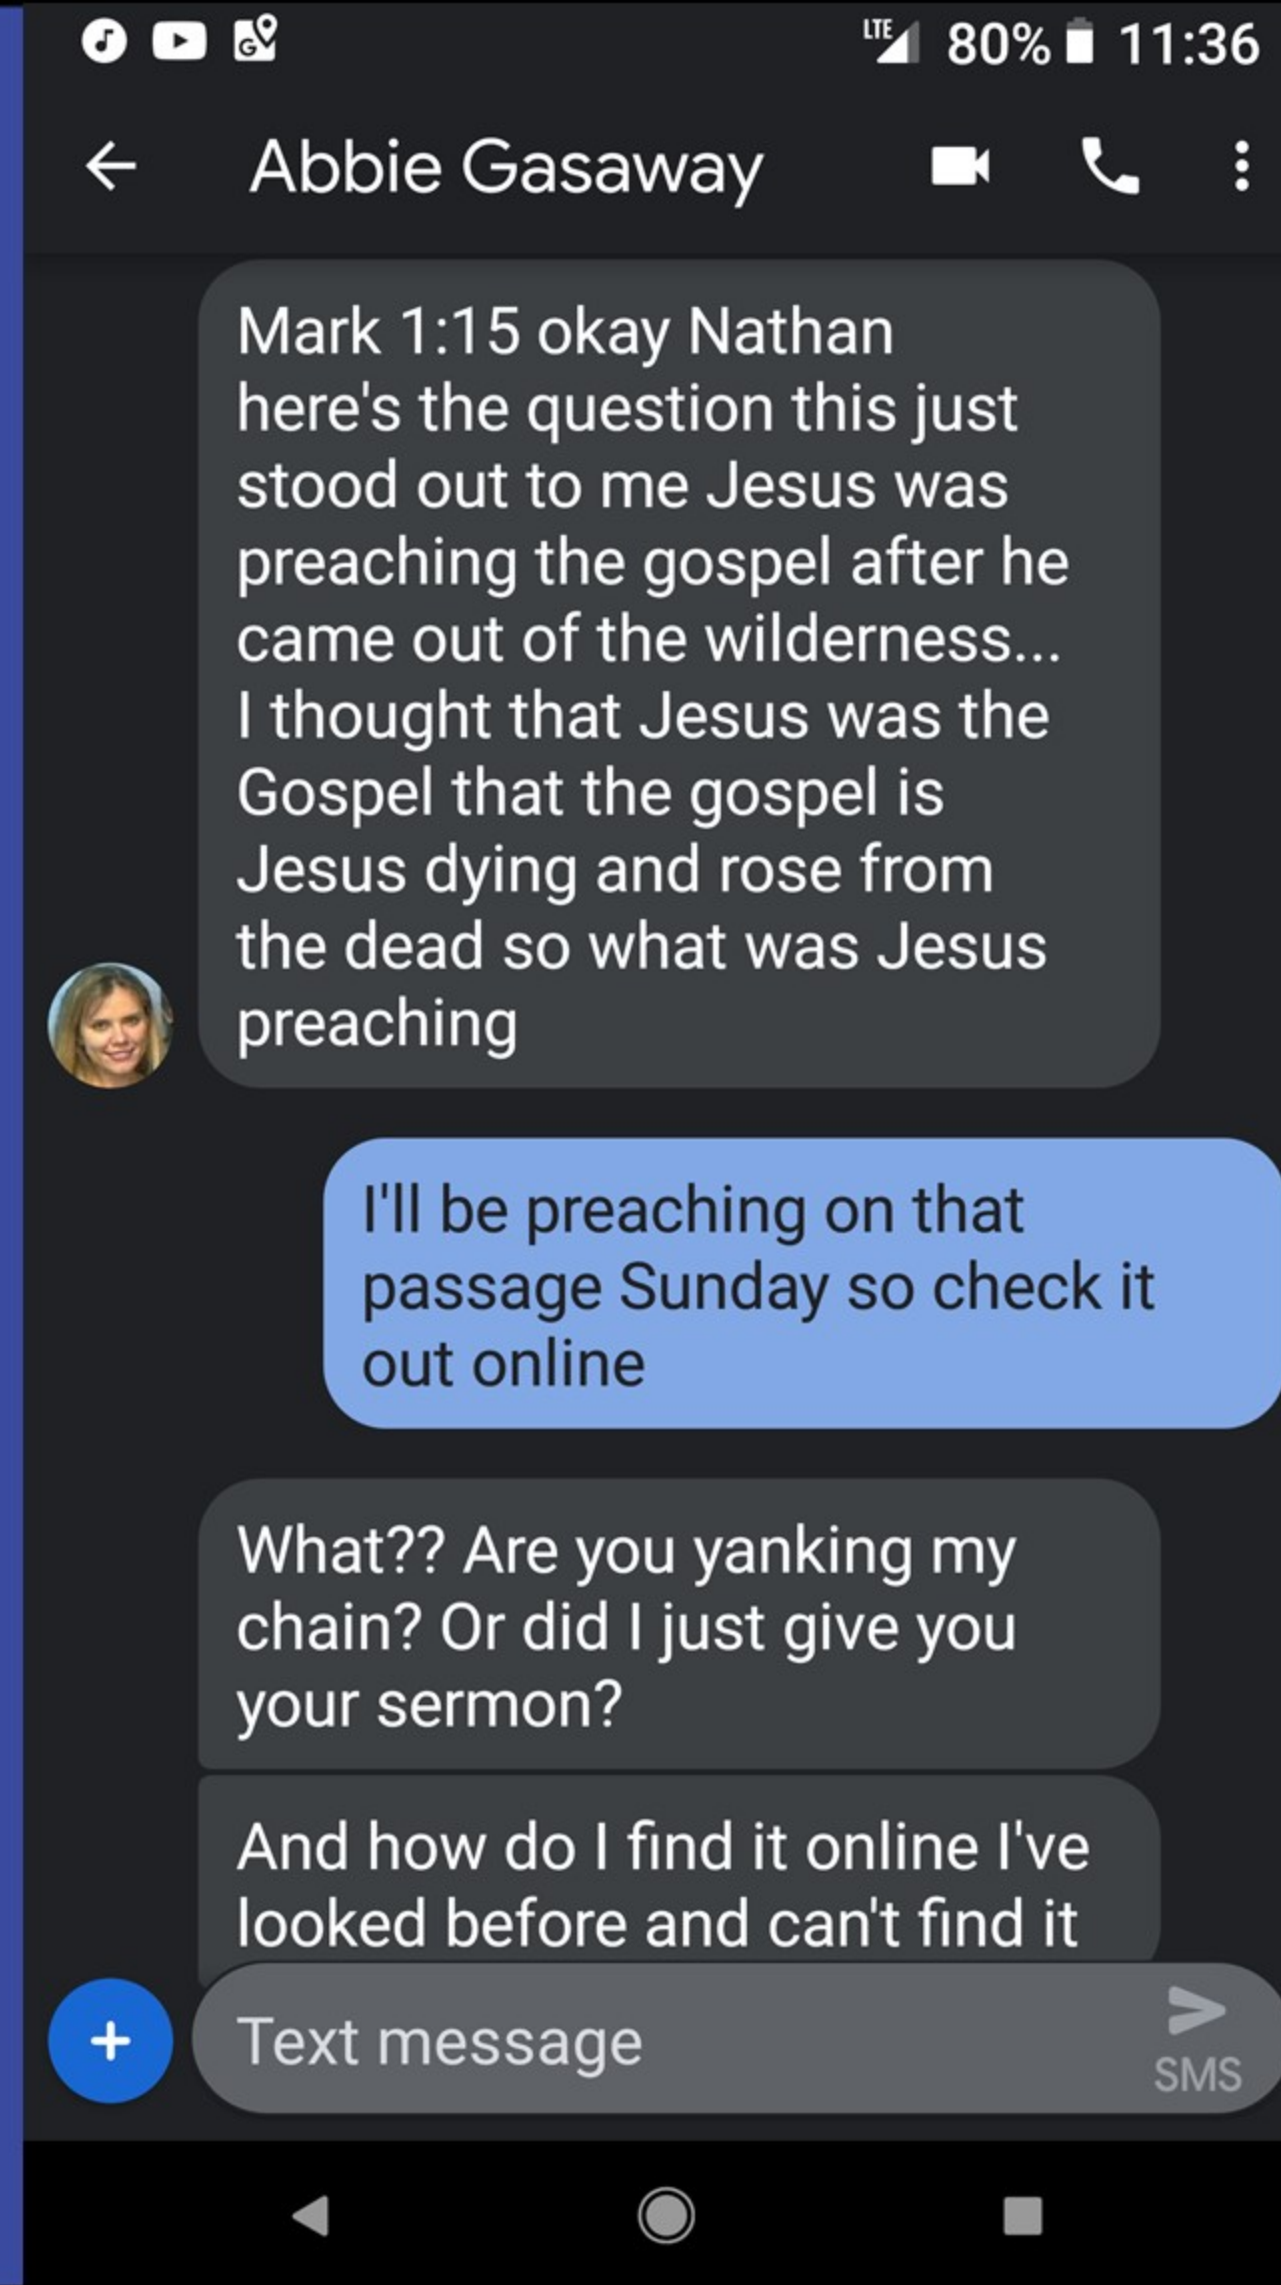 LTE 80% 11:36
Abbie Gasaway
Mark 1:15 okay Nathan
here's the question this just
stood out to me Jesus was
preaching the gospel after he
came out of the wilderness...
I thought that Jesus was the
Gospel that the gospel is
Jesus dying and rose from
the dead so what was Jesus
preaching
I'll be preaching on that
passage Sunday so check it
out online
What?? Are you yanking my
chain? Or did I just give you
your sermon?
And how do I find it online I've
looked before and can't find it
Text message
SMS